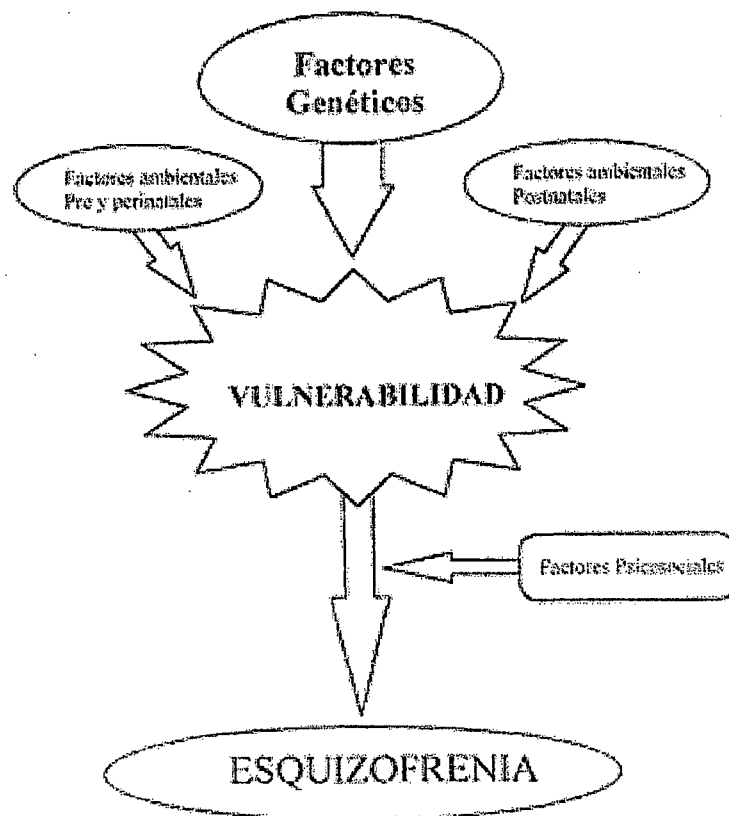 Factores
Genéticos
Factores ambientales
Pre y perinatales
Factores ambientales
Postnatales
VULNERABILIDAD
Factores Psicosociales
ESQUIZOFRENIA